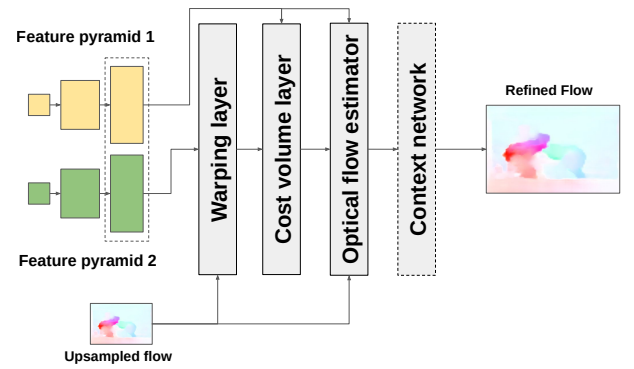 Feature pyramid 1
Feature pyramid 2
Upsampled flow
Warping layer
Cost volume layer
Optical flow estimator
Context network
Refined Flow